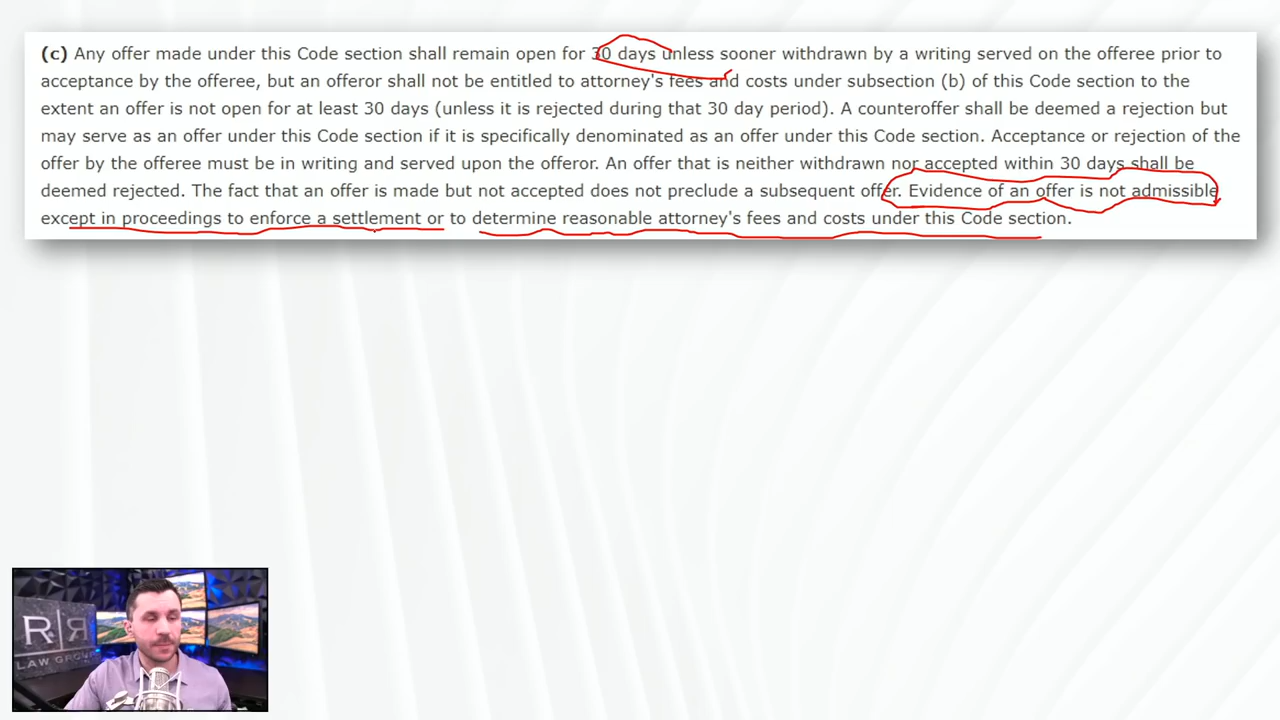 (c) Any offer made under this Code section shall remain open for 30 days unless sooner withdrawn by a writing served on the offeree prior to
acceptance by the offeree, but an offeror shall not be entitled to attorney's fees and costs under subsection (b) of this Code section to the
extent an offer is not open for at least 30 days (unless it is rejected during that 30 day period). A counteroffer shall be deemed a rejection but
may serve as an offer under this Code section if it is specifically denominated as an offer under this Code section. Acceptance or rejection of the
offer by the offeree must be in writing and served upon the offeror. An offer that is neither withdrawn nor accepted within 30 days shall be
deemed rejected. The fact that an offer is made but not accepted does not preclude a subsequent offer. Evidence of an offer is not admissible
except in proceedings to enforce a settlement or to determine reasonable attorney's fees and costs under this Code section.
R|R
LAW GROU